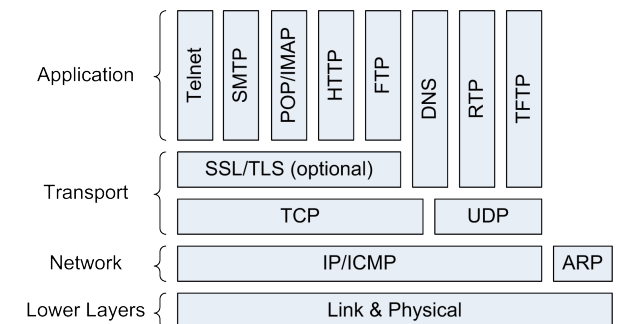 Application
Telnet
SMTP
POP/IMAP
HTTP
FTP
DNS
RTP
TFTP
Transport
SSL/TLS (optional)
TCP
UDP
Network
IP/ICMP
ARP
Lower Layers
Link & Physical